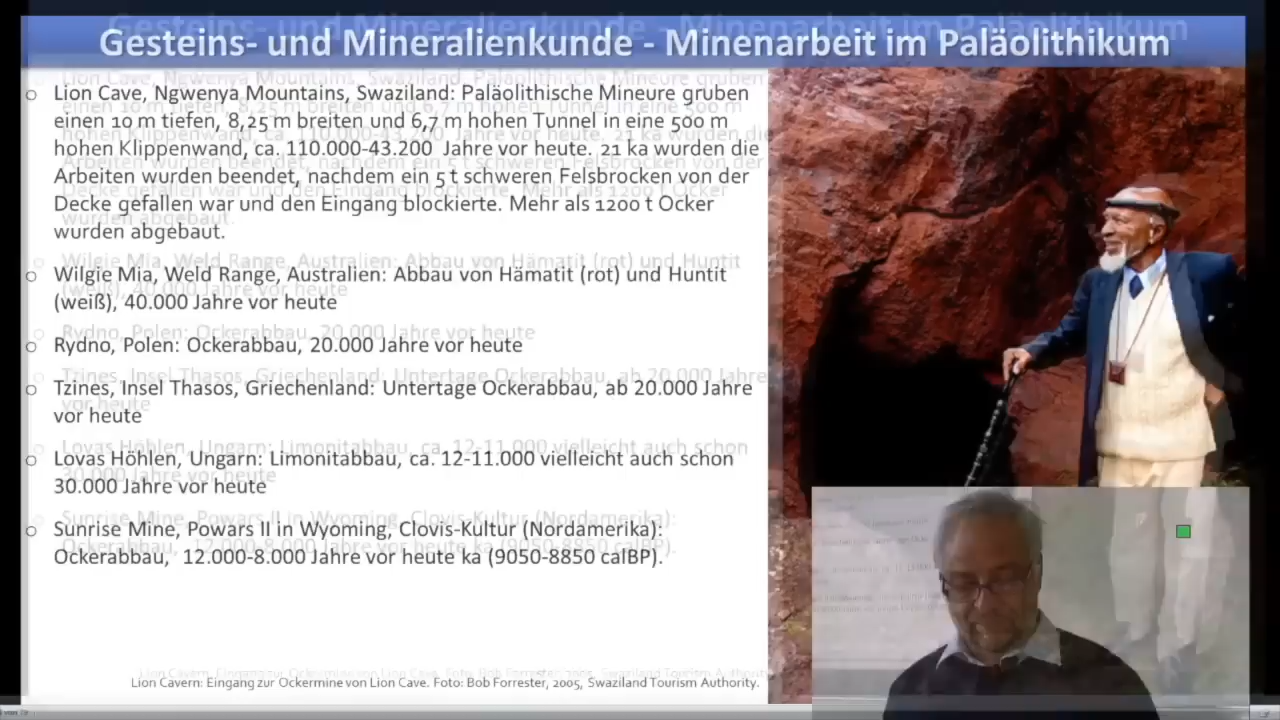 Gesteins- und Mineralienkunde - Minenarbeit im Paläolithikum
o Lion Cave, Ngwenya Mountains, Swaziland: Paläolithische Mineure gruben
einen 10 m tiefen, 8,25 m breiten und 6,7 m hohen Tunnel in eine 500 m
hohen Klippenwand, ca. 110.000-43.200 Jahre vor heute. 21 ka wurden die
Arbeiten wurden beendet, nachdem ein 5 t schweren Felsbrocken von der
Decke gefallen war und den Eingang blockierte. Mehr als 1200 t Ocker
wurden abgebaut.
o Wilgie Mia, Weld Range, Australien: Abbau von Hämatit (rot) und Huntit
(weiß), 40.000 Jahre vor heute
o Rydno, Polen: Ockerabbau, 20.000 Jahre vor heute
o Tzines, Insel Thasos, Griechenland: Untertage Ockerabbau, ab 20.000 Jahre
vor heute
o Lovas Höhlen, Ungarn: Limonitabbau, ca. 12-11.000 vielleicht auch schon
30.000 Jahre vor heute
o Sunrise Mine, Powars II in Wyoming, Clovis-Kultur (Nordamerika):
Ockerabbau, 12.000-8.000 Jahre vor heute ka (9050-8850 calBP).
Lion Cavern: Eingang zur Ockermine von Lion Cave. Foto: Bob Forrester, 2005, Swaziland Tourism Authority.